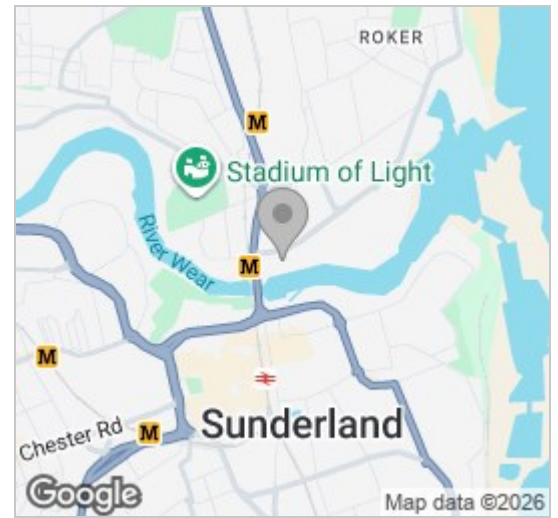 ROKER
M
Stadium of Light
River Wear
M
M
Sunderland
Chester Rd
M
Google
Map data ©2026